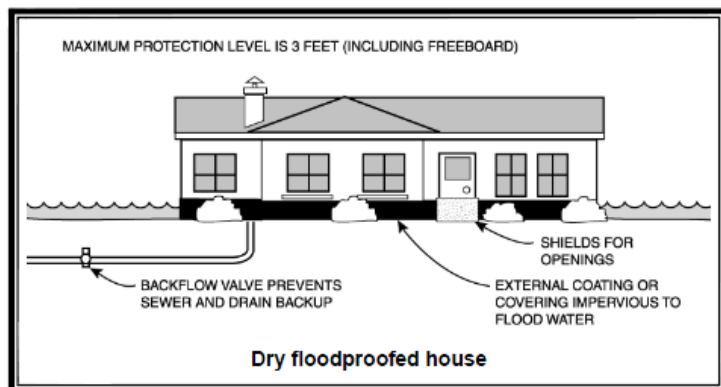 MAXIMUM PROTECTION LEVEL IS 3 FEET (INCLUDING FREEBOARD)
SHIELDS FOR
OPENINGS
BACKFLOW VALVE PREVENTS
SEWER AND DRAIN BACKUP
EXTERNAL COATING OR
COVERING IMPERVIOUS TO
FLOOD WATER
Dry floodproofed house